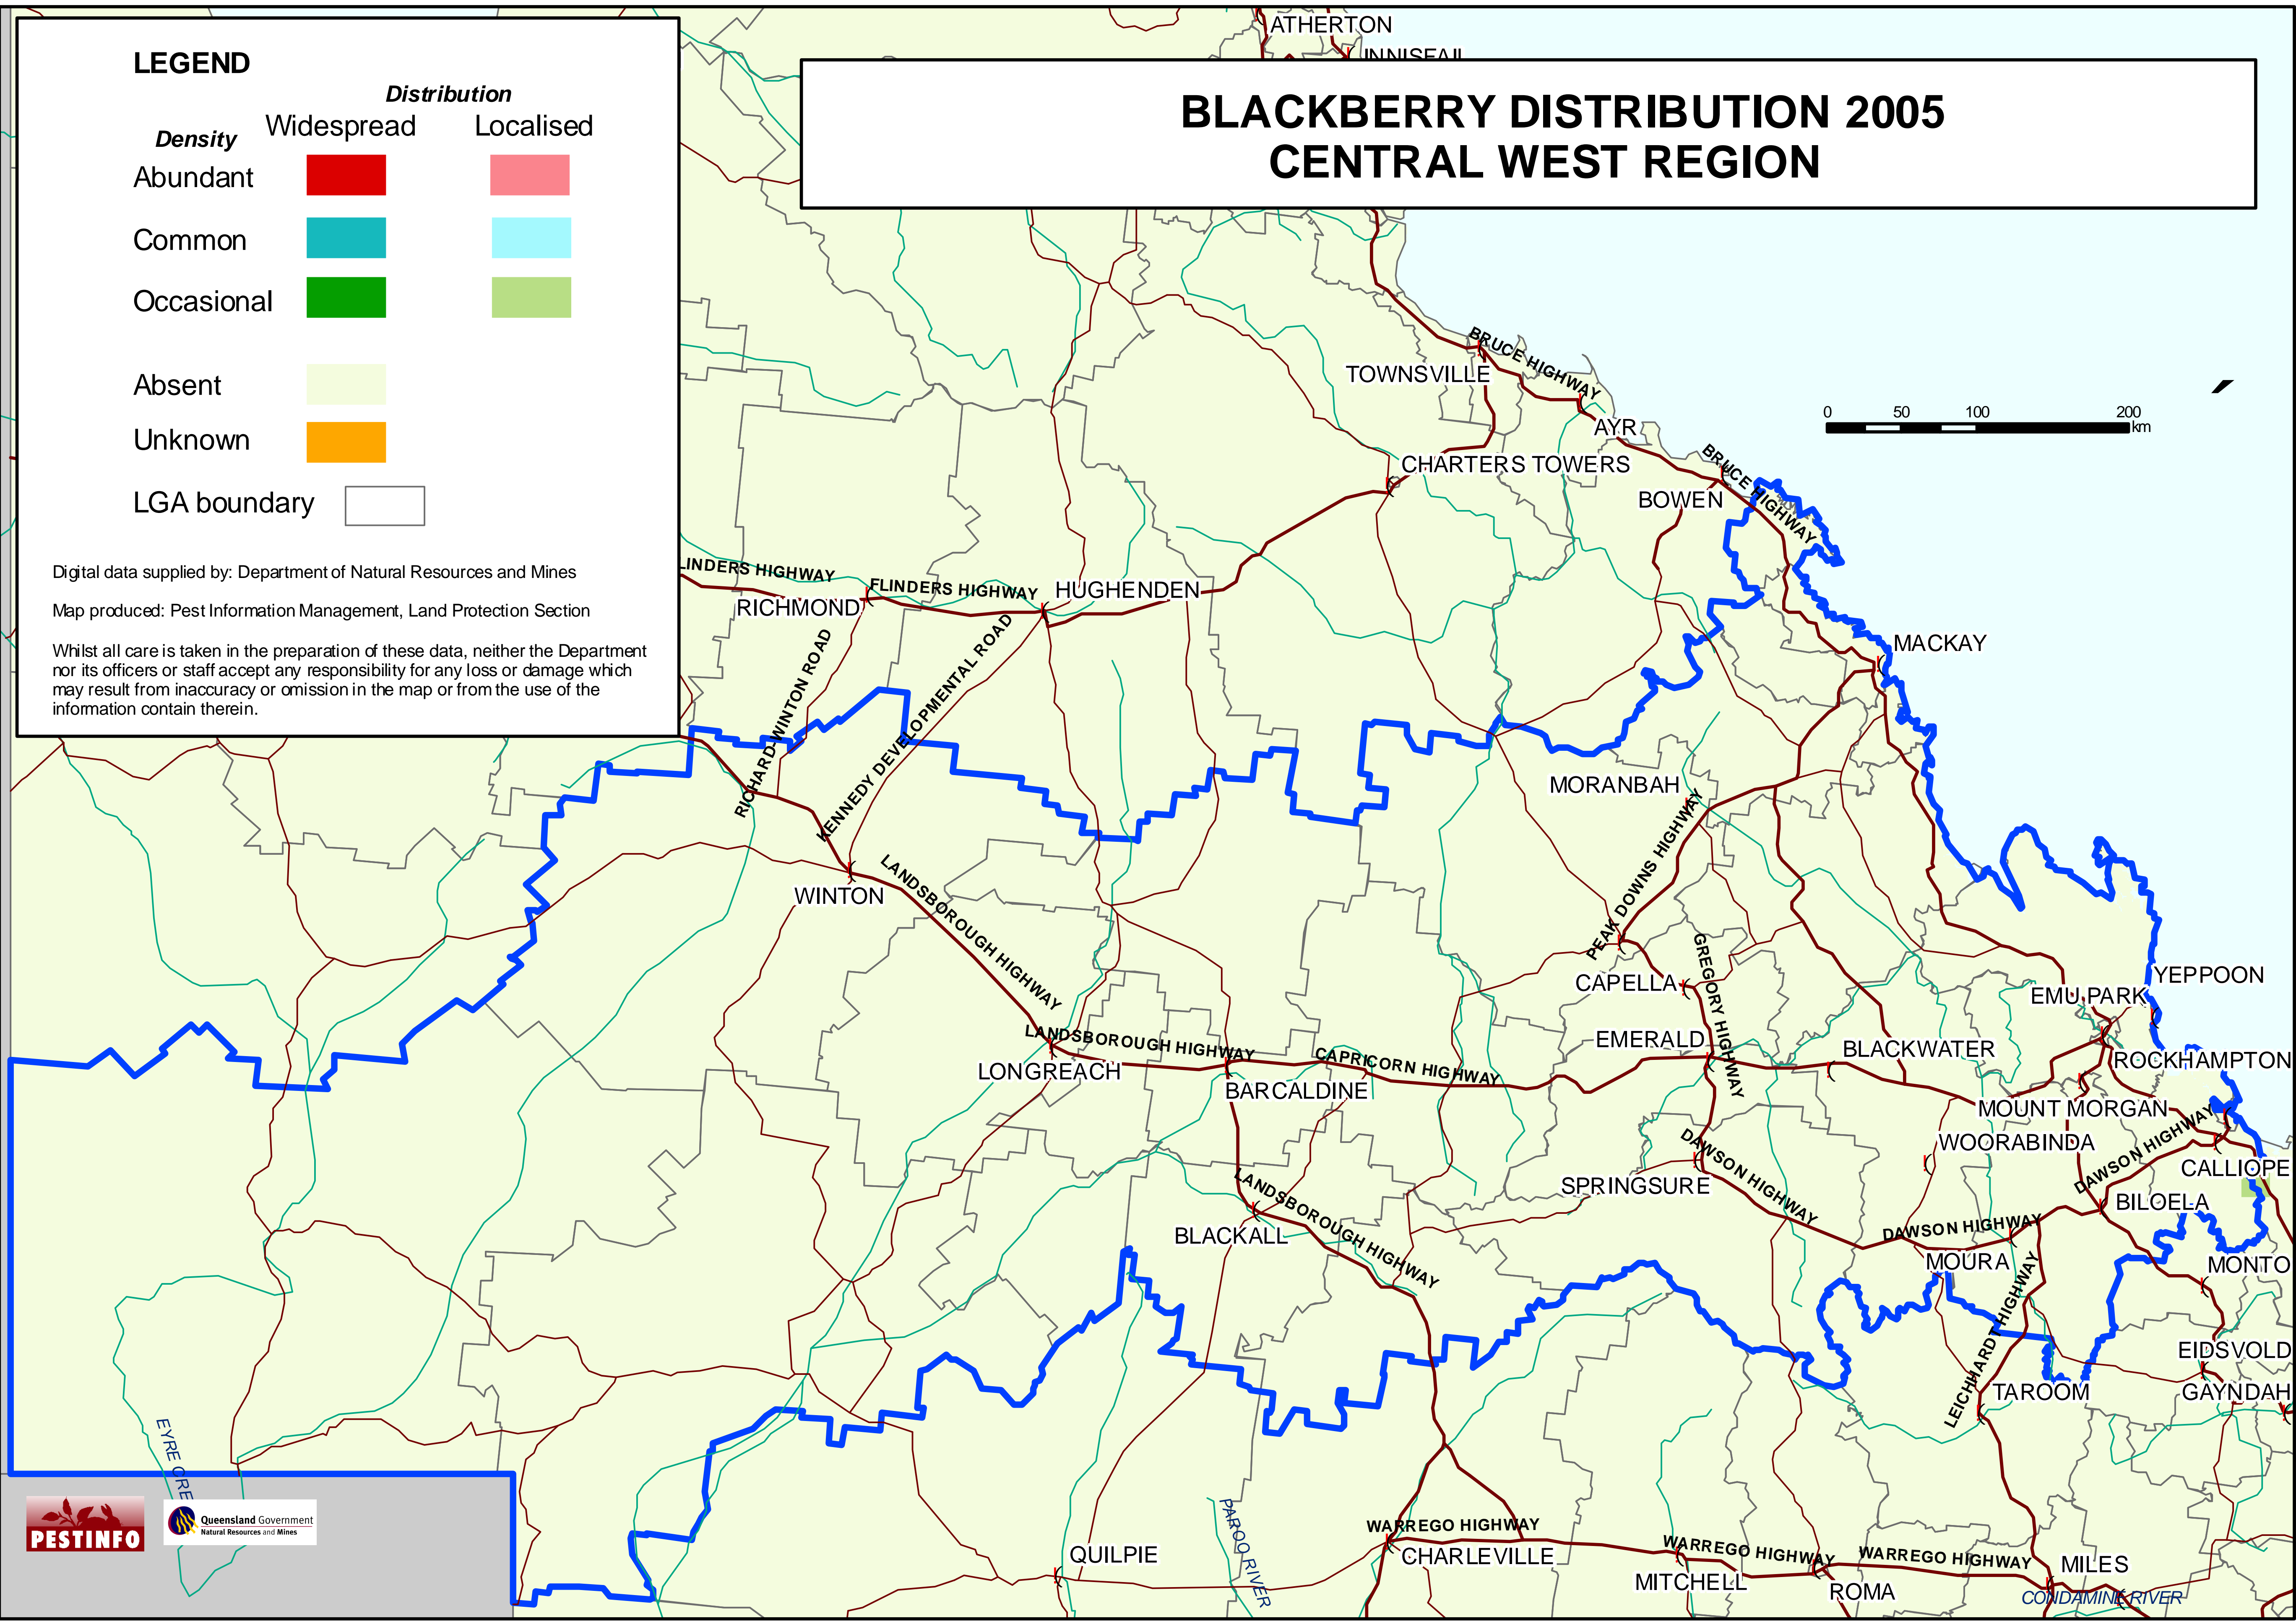 LEGEND
Distribution
Density
Widespread
Localised
Abundant
Common
Occasional
Absent
Unknown
LGA boundary
Digital data supplied by: Department of Natural Resources and Mines
Map produced: Pest Information Management, Land Protection Section
Whilst all care is taken in the preparation of these data, neither the Department
nor its officers or staff accept any responsibility for any loss or damage which
may result from inaccuracy or omission in the map or from the use of the
information contain therein.
ATHERTON
INNISFAIL
BLACKBERRY DISTRIBUTION 2005
CENTRAL WEST REGION
BRUCE HIGHWAY
TOWNSVILLE
AYR
0 50 100 200
km
CHARTERS TOWERS
BRUCE HIGHWAY
BOWEN
LINDERS HIGHWAY
FLINDERS HIGHWAY
HUGHENDEN
RICHMOND
RICHARD-WINTON ROAD
KENNEDY DEVELOPMENTAL ROAD
MACKAY
MORANBAH
PEAK DOWNS HIGHWAY
WINTON
LANDSBOROUGH HIGHWAY
GREGORY HIGHWAY
CAPELLA
YEPPOON
EMU PARK
LANDSBOROUGH HIGHWAY
CAPRICORN HIGHWAY
EMERALD
BLACKWATER
ROCKHAMPTON
LONGREACH
BARCALDINE
MOUNT MORGAN
WOORABINDA
DAWSON HIGHWAY
DAWSON HIGHWAY
CALLIOPE
SPRINGSURE
LANDSBOROUGH HIGHWAY
BILOELA
BLACKALL
DAWSON HIGHWAY
MOURA
MONTO
LEICHHARDT HIGHWAY
EIDSVOLD
TAROOM
GAYNDAH
EYRE CRE
PAROO RIVER
PESTINFO
Queensland Government
Natural Resources and Mines
QUILPIE
WARREGO HIGHWAY
CHARLEVILLE
WARREGO HIGHWAY
WARREGO HIGHWAY
MITCHELL
ROMA
MILES
CONDAMINE RIVER